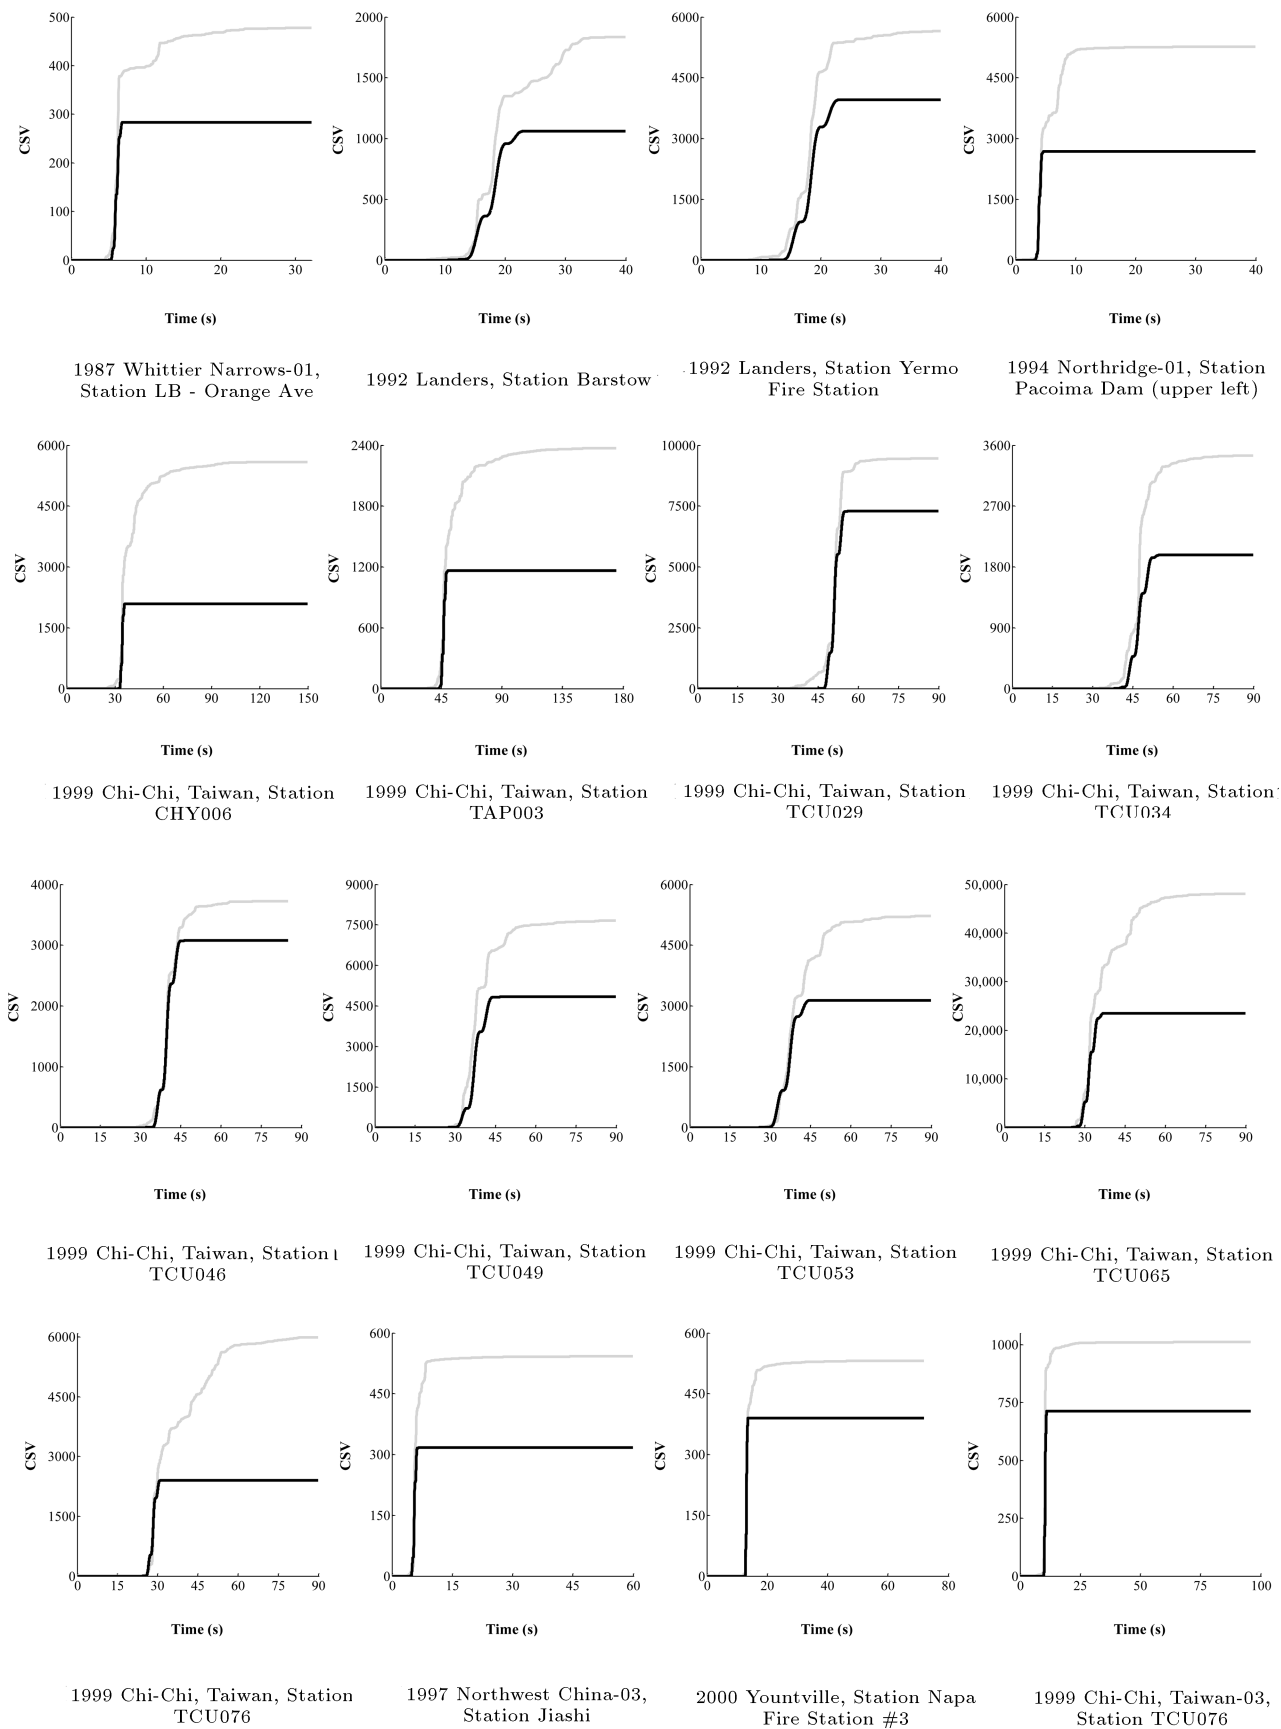 500
400
300
200
100
0
CSV
0 10 20 30
Time (s)
1987 Whittier Narrows-01,
Station LB - Orange Ave
2000
1500
1000
500
0
CSV
0 10 20 30 40
Time (s)
1992 Landers, Station Barstow
6000
4500
3000
1500
0
CSV
0 10 20 30 40
Time (s)
1992 Landers, Station Yermo
Fire Station
6000
4500
3000
1500
0
CSV
0 10 20 30 40
Time (s)
1994 Northridge-01, Station
Pacoima Dam (upper left)
6000
4500
3000
1500
0
CSV
0 30 60 90 120 150
Time (s)
1999 Chi-Chi, Taiwan, Station
CHY006
2400
1800
1200
600
0
CSV
0 45 90 135 180
Time (s)
1999 Chi-Chi, Taiwan, Station
TAP003
10000
7500
5000
2500
0
CSV
0 15 30 45 60 75 90
Time (s)
1999 Chi-Chi, Taiwan, Station
TCU029
3600
2700
1800
900
0
CSV
0 15 30 45 60 75 90
Time (s)
1999 Chi-Chi, Taiwan, Station
TCU034
4000
3000
2000
1000
0
CSV
0 15 30 45 60 75 90
Time (s)
1999 Chi-Chi, Taiwan, Station
TCU046
9000
7500
6000
4500
3000
1500
0
CSV
0 15 30 45 60 75 90
Time (s)
1999 Chi-Chi, Taiwan, Station
TCU049
6000
4500
3000
1500
0
CSV
0 15 30 45 60 75 90
Time (s)
1999 Chi-Chi, Taiwan, Station
TCU053
50,000
40,000
30,000
20,000
10,000
0
CSV
0 15 30 45 60 75 90
Time (s)
1999 Chi-Chi, Taiwan, Station
TCU065
6000
4500
3000
1500
0
CSV
0 15 30 45 60 75 90
Time (s)
1999 Chi-Chi, Taiwan, Station
TCU076
600
450
300
150
0
CSV
0 15 30 45 60
Time (s)
1997 Northwest China-03,
Station Jiashi
600
450
300
150
0
CSV
0 20 40 60 80
Time (s)
2000 Yountville, Station Napa
Fire Station #3
1000
750
500
250
0
CSV
0 25 50 75 100
Time (s)
1999 Chi-Chi, Taiwan-03,
Station TCU076